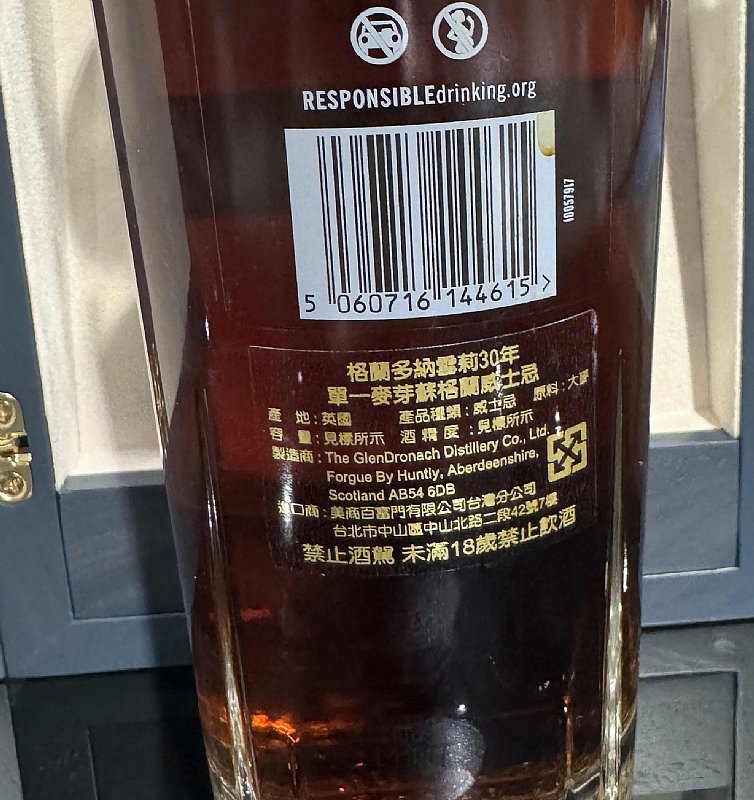 RESPONSIBLEdrinking.org
10057917
5 060716 144615 >
格蘭多納雪莉30年
單一麥芽蘇格蘭威士忌
產 地：英國 產品種類：威士忌 原料：大麥
容 量：見標所示 酒 精 度：見標所示
製造商：The GlenDronach Distillery Co., Ltd.
Forgue By Huntly, Aberdeenshire,
Scotland AB54 6DB
進口商：美商百富門有限公司台灣分公司
台北市中山區中山北路二段42號7樓
禁止酒駕 未滿18歲禁止飲酒